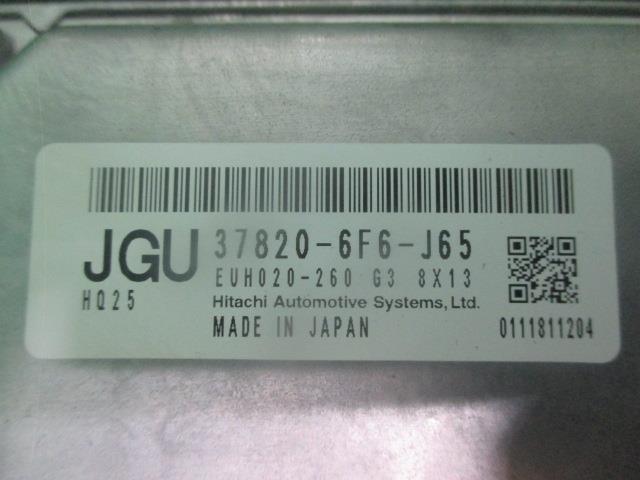 JGU 37820-6F6-J65
EUH020-260 G3 8X13
HQ25 Hitachi Automotive Systems, Ltd.
MADE IN JAPAN 0111811204